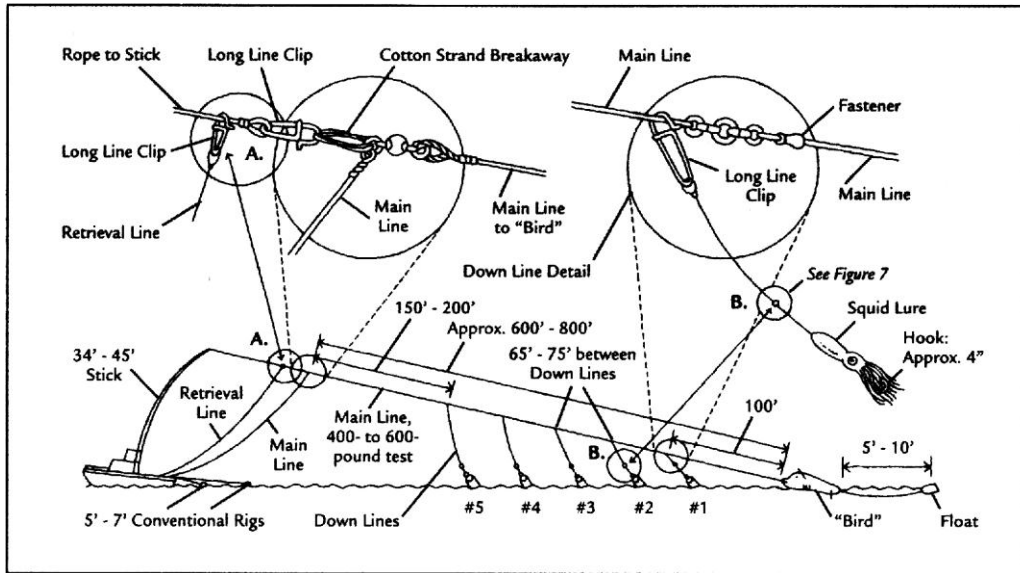 Rope to Stick
Long Line Clip
Cotton Strand Breakaway
Main Line
Fastener
Long Line Clip
A.
Retrieval Line
Main
Line
Main Line
to "Bird"
Long Line
Clip
Main Line
Down Line Detail
See Figure 7
B.
Squid Lure
Hook:
Approx. 4"
150' - 200'
Approx. 600' - 800'
65' - 75' between
Down Lines
A.
34' - 45'
Stick
Retrieval
Line
Main
Line
Main Line,
400- to 600-
pound test
100'
B.
5' - 10'
5' - 7' Conventional Rigs
Down Lines
#5
#4
#3
#2
#1
"Bird"
Float